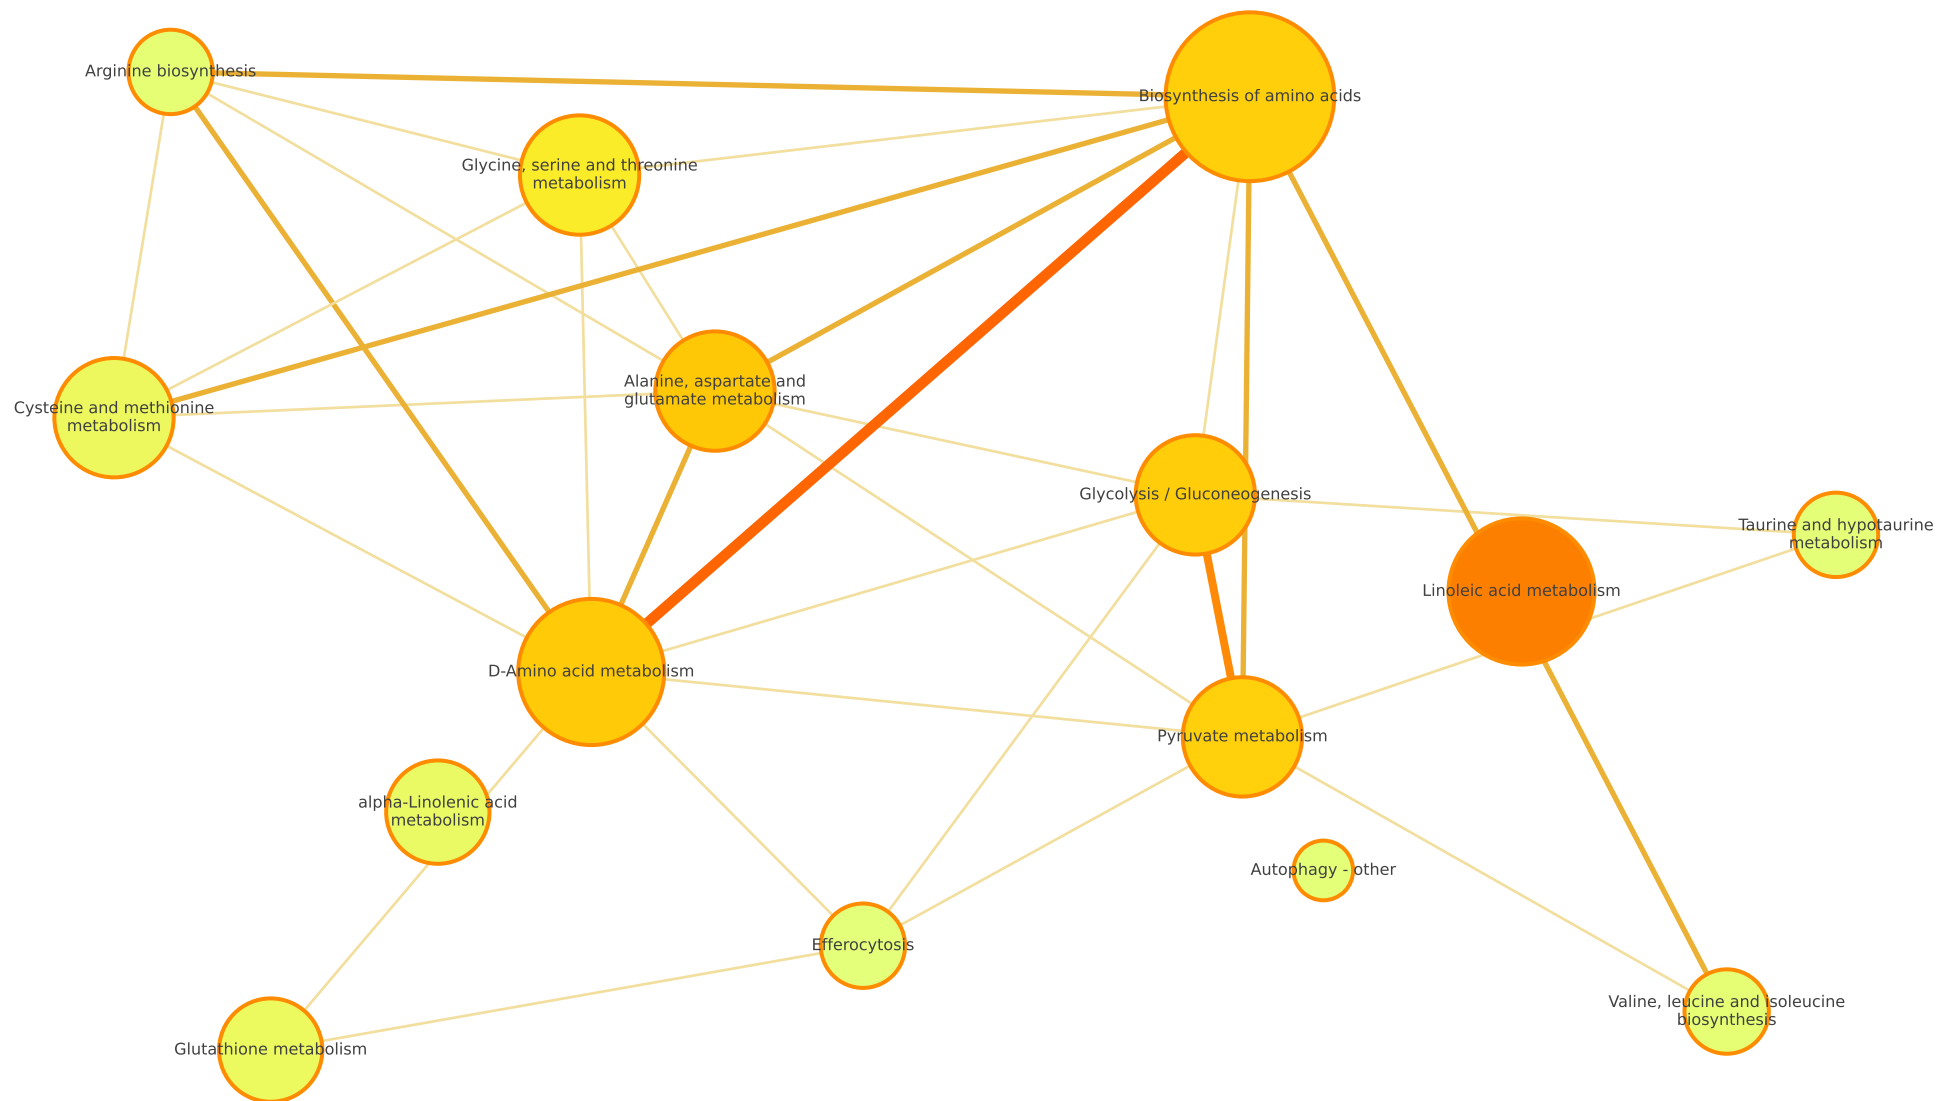 Arginine biosynthesis
Biosynthesis of amino acids
Glycine, serine and threonine
metabolism
Alanine, aspartate and
glutamate metabolism
Cysteine and methionine
metabolism
Glycolysis / Gluconeogenesis
Taurine and hypotaurine
metabolism
Linoleic acid metabolism
D-Amino acid metabolism
Pyruvate metabolism
alpha-Linolenic acid
metabolism
Autophagy - other
Efferocytosis
Valine, leucine and isoleucine
biosynthesis
Glutathione metabolism